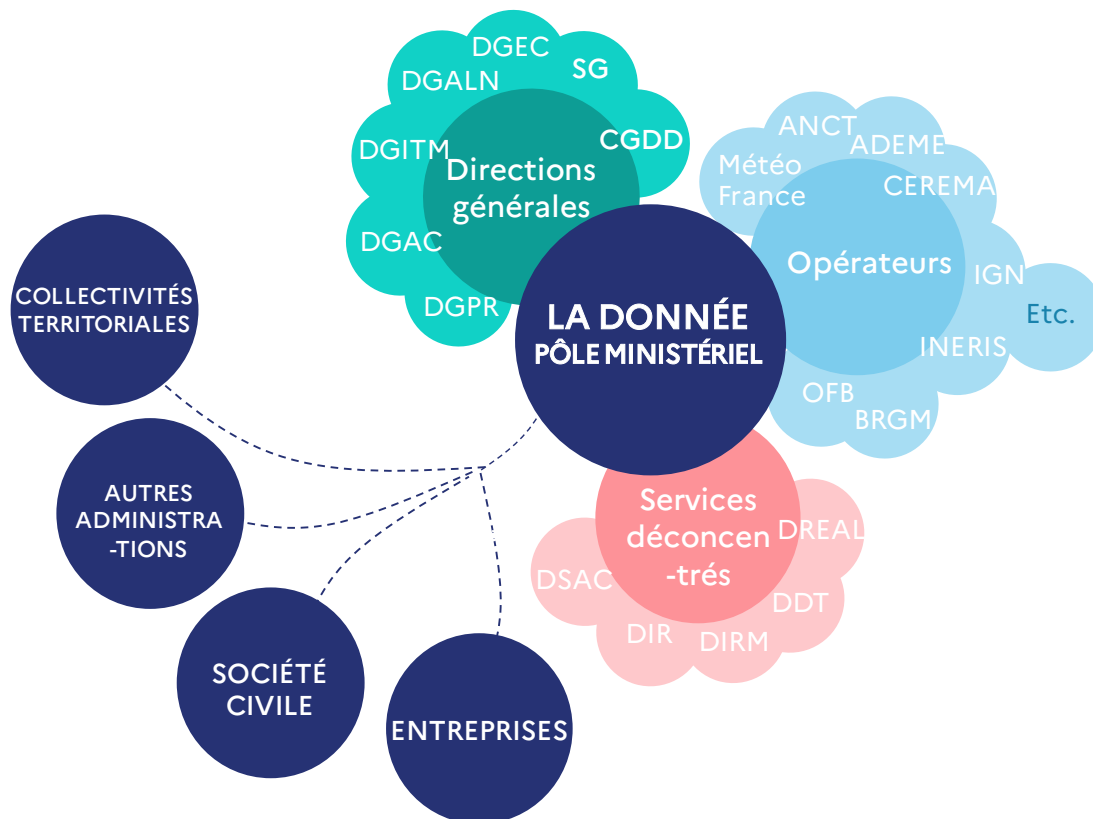 DGEC
SG
DGALN
CGDD
DGITM
Directions
générales
DGAC
DGPR
ANCT
ADEME
Météo
France
CEREMA
Opérateurs
IGN
Etc.
INERIS
OFB
BRGM
LA DONNÉE
PÔLE MINISTÉRIEL
COLLECTIVITÉS
TERRITORIALES
AUTRES
ADMINISTRA
-TIONS
SOCIÉTÉ
CIVILE
ENTREPRISES
Services
déconcen
-trés
DREAL
DSAC
DDT
DIR
DIRM